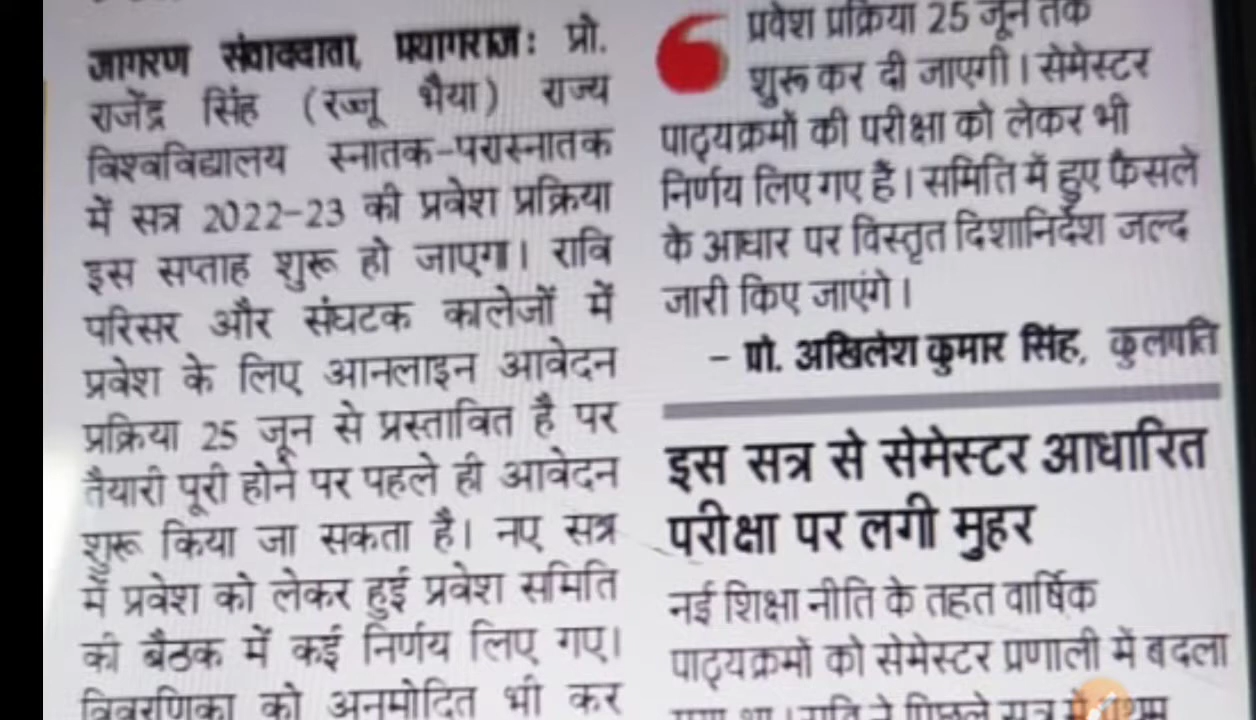 जागरण संवाददाता, प्रयागराज: प्रो.
राजेंद्र सिंह (रज्जू भैया) राज्य
विश्वविद्यालय स्नातक-परास्नातक
में सत्र 2022-23 की प्रवेश प्रक्रिया
इस सप्ताह शुरू हो जाएगा। रावि
परिसर और संघटक कालेजों में
प्रवेश के लिए आनलाइन आवेदन
प्रक्रिया 25 जून से प्रस्तावित है पर
तैयारी पूरी होने पर पहले ही आवेदन
शुरू किया जा सकता है। नए सत्र
में प्रवेश को लेकर हुई प्रवेश समिति
की बैठक में कई निर्णय लिए गए।
विवरणिका को अनुमोदित भी कर
प्रवेश प्रक्रिया 25 जून तक
शुरू कर दी जाएगी। सेमेस्टर
पाठ्यक्रमों की परीक्षा को लेकर भी
निर्णय लिए गए हैं। समिति में हुए फैसले
के आधार पर विस्तृत दिशानिर्देश जल्द
जारी किए जाएंगे।
- प्रो. अखिलेश कुमार सिंह, कुलपति
इस सत्र से सेमेस्टर आधारित
परीक्षा पर लगी मुहर
नई शिक्षा नीति के तहत वार्षिक
पाठ्यक्रमों को सेमेस्टर प्रणाली में बदला